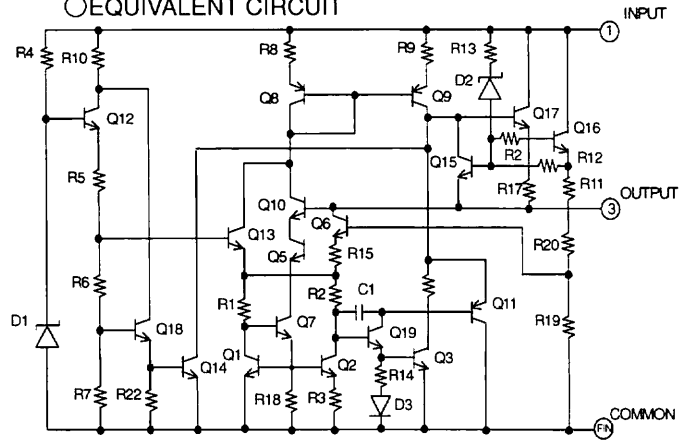 ○EQUIVALENT CIRCUIT
INPUT
1
R4
R10
R8
R9
R13
D2
Q8
Q9
Q17
Q16
Q12
Q15
R2
R12
R5
R17
R11
OUTPUT
3
Q10
Q6
Q13
R15
R20
Q5
R6
R1
R2
C1
Q11
R19
D1
Q7
Q18
Q19
Q1
Q14
Q2
Q3
R14
R7
R22
R18
R3
D3
COMMON
FIN